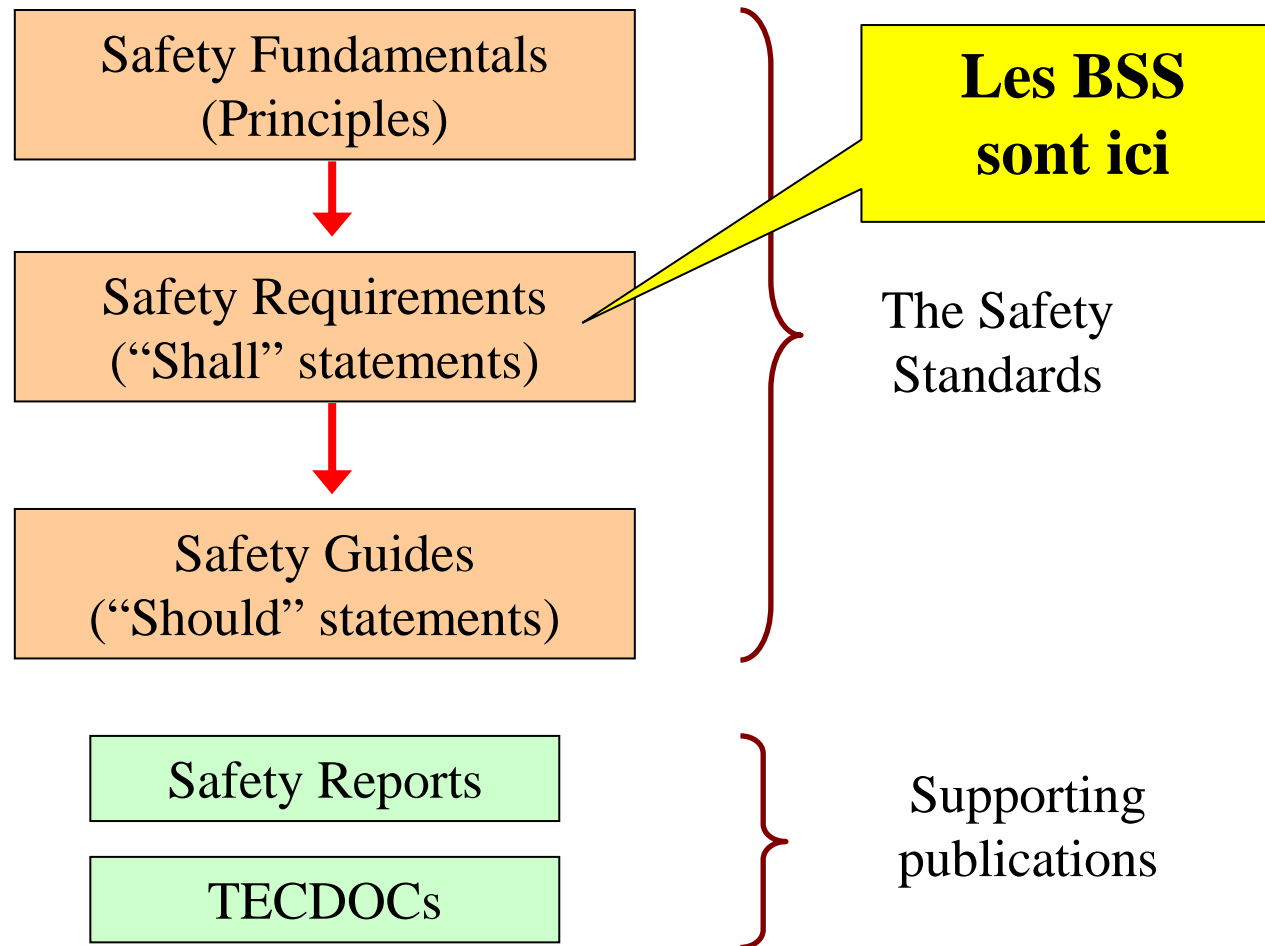 Safety Fundamentals
(Principles)
Les BSS
sont ici
Safety Requirements
(“Shall” statements)
The Safety
Standards
Safety Guides
(“Should” statements)
Safety Reports
TECDOCs
Supporting
publications